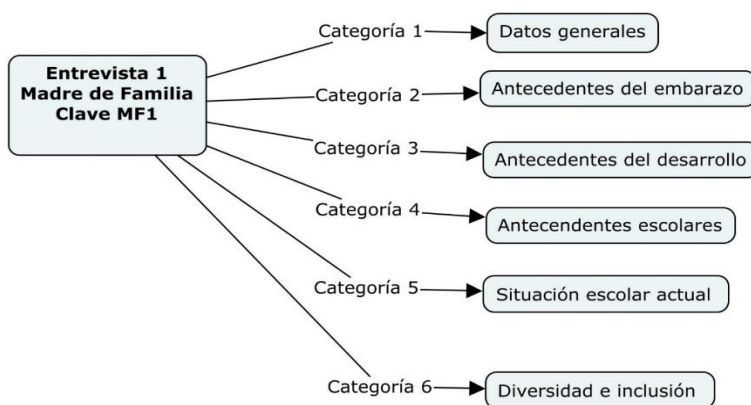 Entrevista 1
Madre de Familia
Clave MF1
Categoría 1
Datos generales
Categoría 2
Antecedentes del embarazo
Categoría 3
Antecedentes del desarrollo
Categoría 4
Antecendentes escolares
Categoría 5
Situación escolar actual
Categoría 6
Diversidad e inclusión